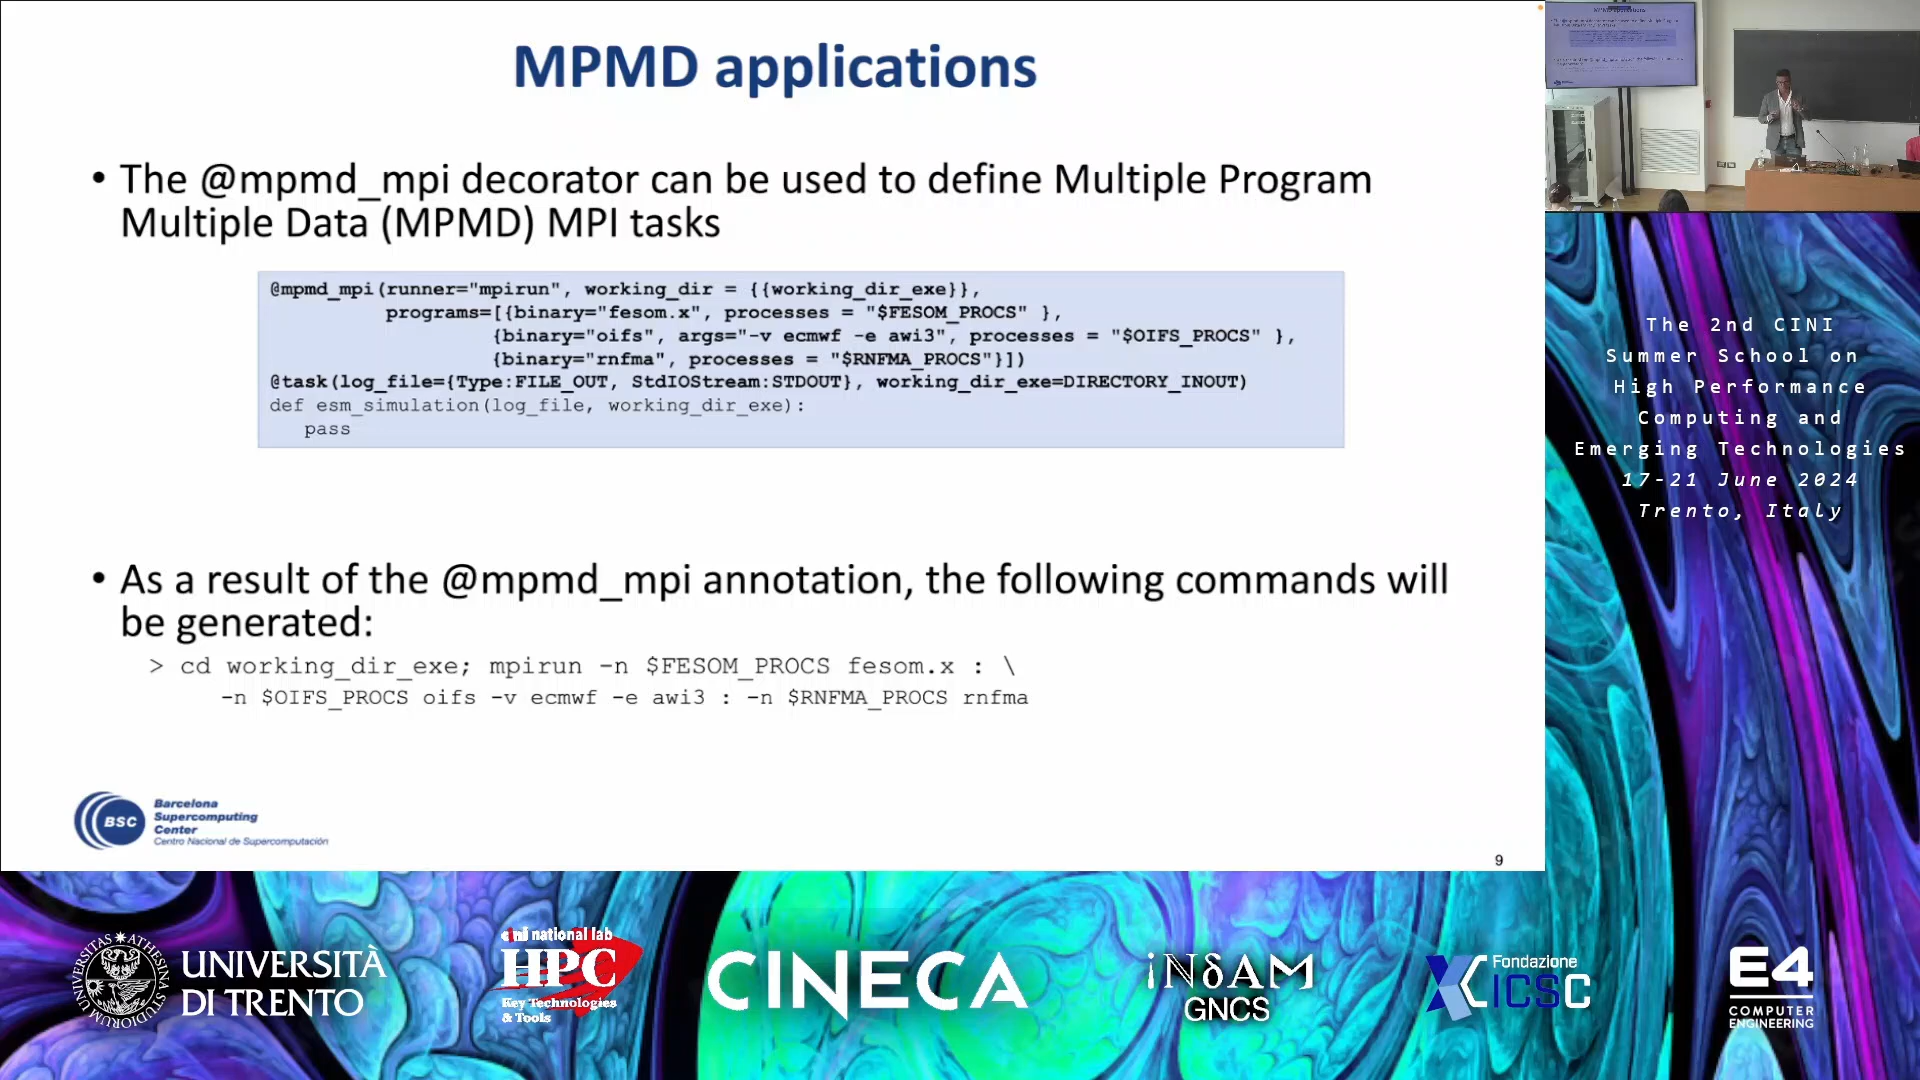 MPMD applications
• The @mpmd_mpi decorator can be used to define Multiple Program
Multiple Data (MPMD) MPI tasks
@mpmd_mpi(runner="mpirun", working_dir = {{working_dir_exe}},
programs=[{binary="fesom.x", processes = "$FESOM_PROCS" },
{binary="oifs", args="-v ecmwf -e awi3", processes = "$OIFS_PROCS" },
{binary="rnfma", processes = "$RNFMA_PROCS"}])
@task(log_file={Type:FILE_OUT, StdIOStream:STDOUT}, working_dir_exe=DIRECTORY_INOUT)
def esm_simulation(log_file, working_dir_exe):
pass
• As a result of the @mpmd_mpi annotation, the following commands will
be generated:
> cd working_dir_exe; mpirun -n $FESOM_PROCS fesom.x : \
-n $OIFS_PROCS oifs -v ecmwf -e awi3 : -n $RNFMA_PROCS rnfma
BSC
Barcelona
Supercomputing
Center
Centro Nacional de Supercomputación
9
MPMD applications
The 2nd CINI
Summer School on
High Performance
Computing and
Emerging Technologies
17-21 June 2024
Trento, Italy
UNIVERSITÀ
DI TRENTO
cini national lab
HPC
Key Technologies
& Tools
CINECA
iNδAM
GNCS
Fondazione
ICSC
E4
COMPUTER
ENGINEERING